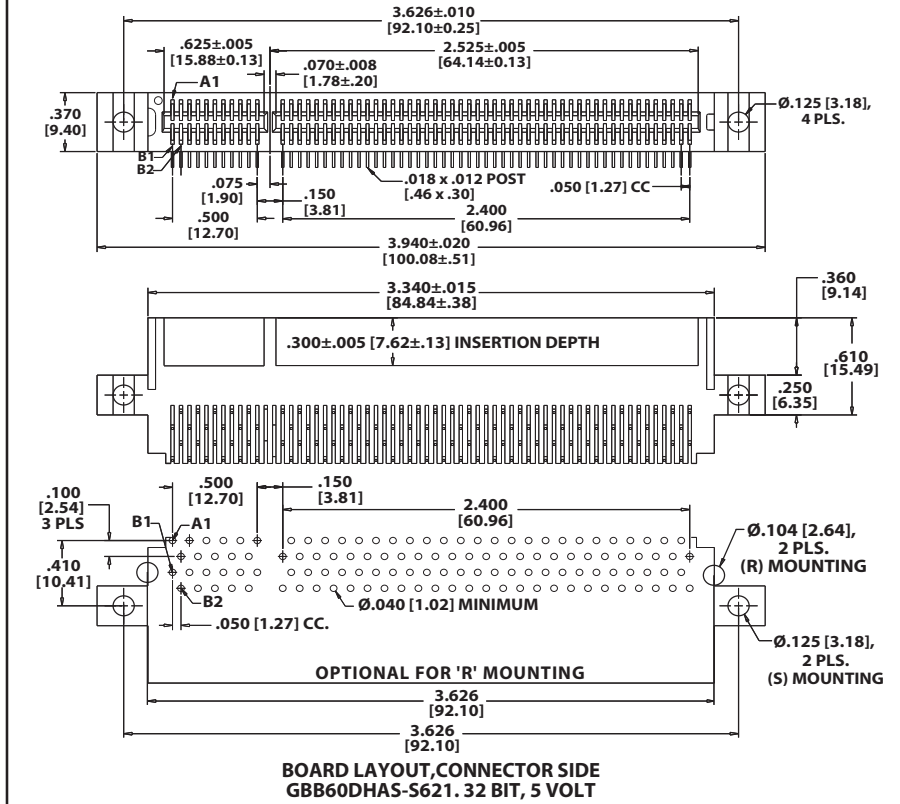 3.626±.010
[92.10±0.25]
.625±.005
[15.88±0.13]
2.525±.005
[64.14±0.13]
.070±.008
[1.78±.20]
A1
.370
[9.40]
Ø.125 [3.18],
4 PLS.
B1
B2
.018 x .012 POST
[.46 x .30]
.050 [1.27] CC
.075
[1.90]
.150
[3.81]
.500
[12.70]
2.400
[60.96]
3.940±.020
[100.08±.51]
3.340±.015
[84.84±.38]
.360
[9.14]
.300±.005 [7.62±.13] INSERTION DEPTH
.610
[15.49]
.250
[6.35]
.500
[12.70]
.150
[3.81]
.100
[2.54]
3 PLS
2.400
[60.96]
B1
A1
Ø.104 [2.64],
2 PLS.
(R) MOUNTING
.410
[10.41]
B2
Ø.040 [1.02] MINIMUM
.050 [1.27] CC.
Ø.125 [3.18],
2 PLS.
(S) MOUNTING
OPTIONAL FOR 'R' MOUNTING
3.626
[92.10]
3.626
[92.10]
BOARD LAYOUT,CONNECTOR SIDE
GBB60DHAS-S621. 32 BIT, 5 VOLT